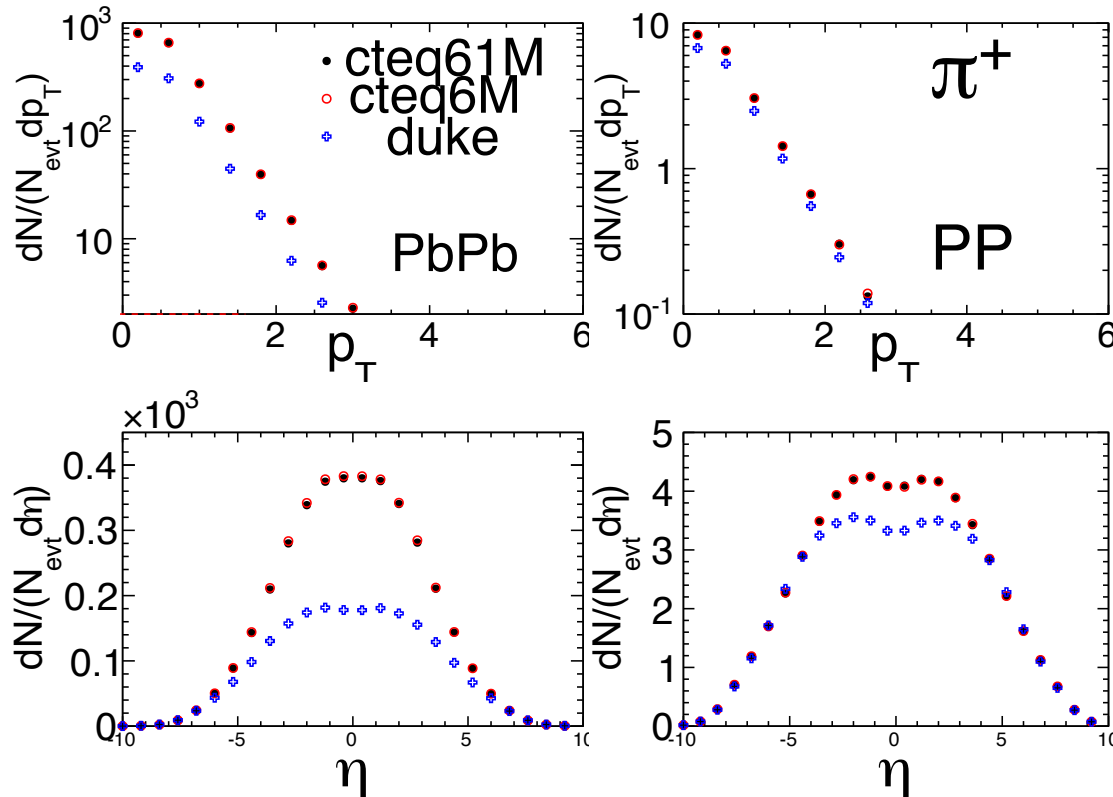 10³
10²
10
dN/(N_evt dp_T)
cteq61M
cteq6M
duke
PbPb
0 2 4 6
p_T
10
1
10⁻¹
dN/(N_evt dp_T)
π⁺
PP
0 2 4 6
p_T
×10³
0.4
0.3
0.2
0.1
0
dN/(N_evt dη)
-10 -5 0 5 10
η
5
4
3
2
1
0
dN/(N_evt dη)
-10 -5 0 5 10
η